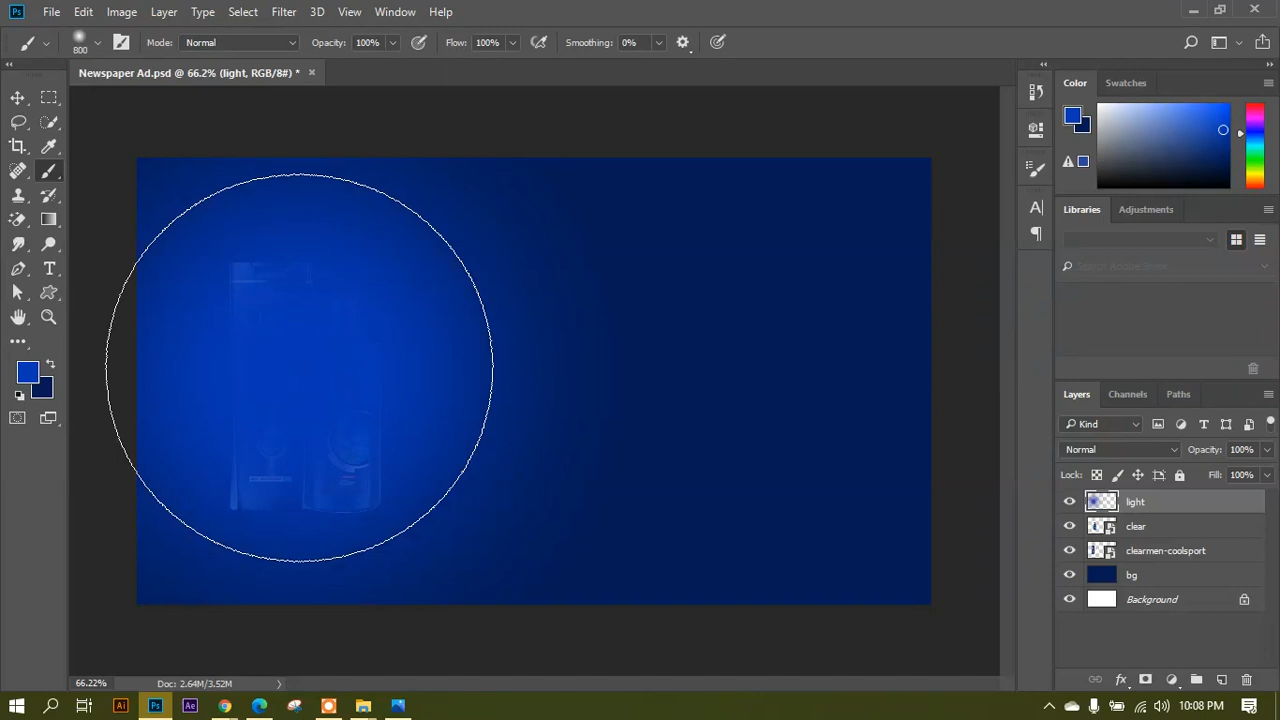 File Edit Image Layer Type Select Filter 3D View Window Help
800 Mode: Normal Opacity: 100% Flow: 100% Smoothing: 0%
Newspaper Ad.psd @ 66.2% (light, RGB/8#) *
Color Swatches
Libraries Adjustments
Search Adobe Stock
Layers Channels Paths
Kind
Normal Opacity: 100%
Lock: Fill: 100%
light
clear
clearmen-coolsport
bg
Background
66.22% Doc: 2.64M/3.52M
10:08 PM